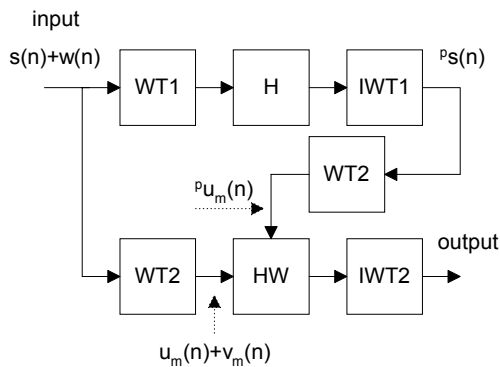 input
s(n)+w(n)
WT1
H
IWT1
ᵖs(n)
WT2
ᵖuₘ(n)
WT2
HW
IWT2
output
uₘ(n)+vₘ(n)